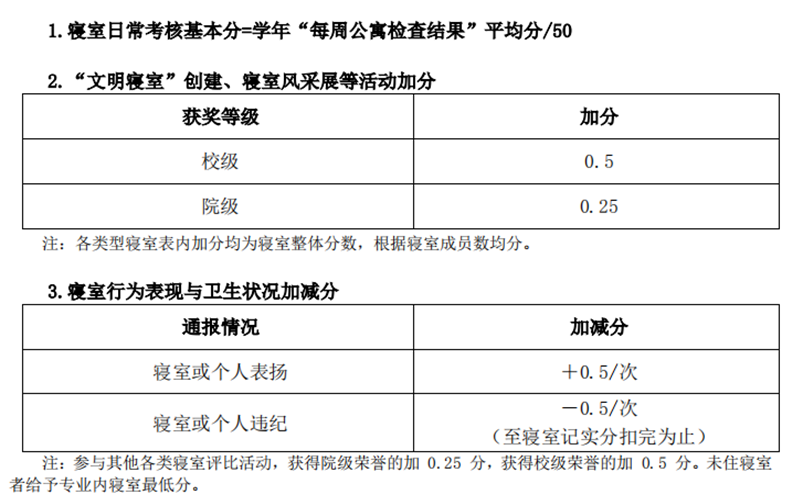 1.寝室日常考核基本分=学年“每周公寓检查结果”平均分/50
2.“文明寝室”创建、寝室风采展等活动加分
获奖等级 加分
校级 0.5
院级 0.25
注：各类型寝室表内加分均为寝室整体分数，根据寝室成员数均分。
3.寝室行为表现与卫生状况加减分
通报情况 加减分
寝室或个人表扬 ＋0.5/次
寝室或个人违纪 －0.5/次
（至寝室记实分扣完为止）
注：参与其他各类寝室评比活动，获得院级荣誉的加 0.25 分，获得校级荣誉的加 0.5 分。未住寝室
者给予专业内寝室最低分。